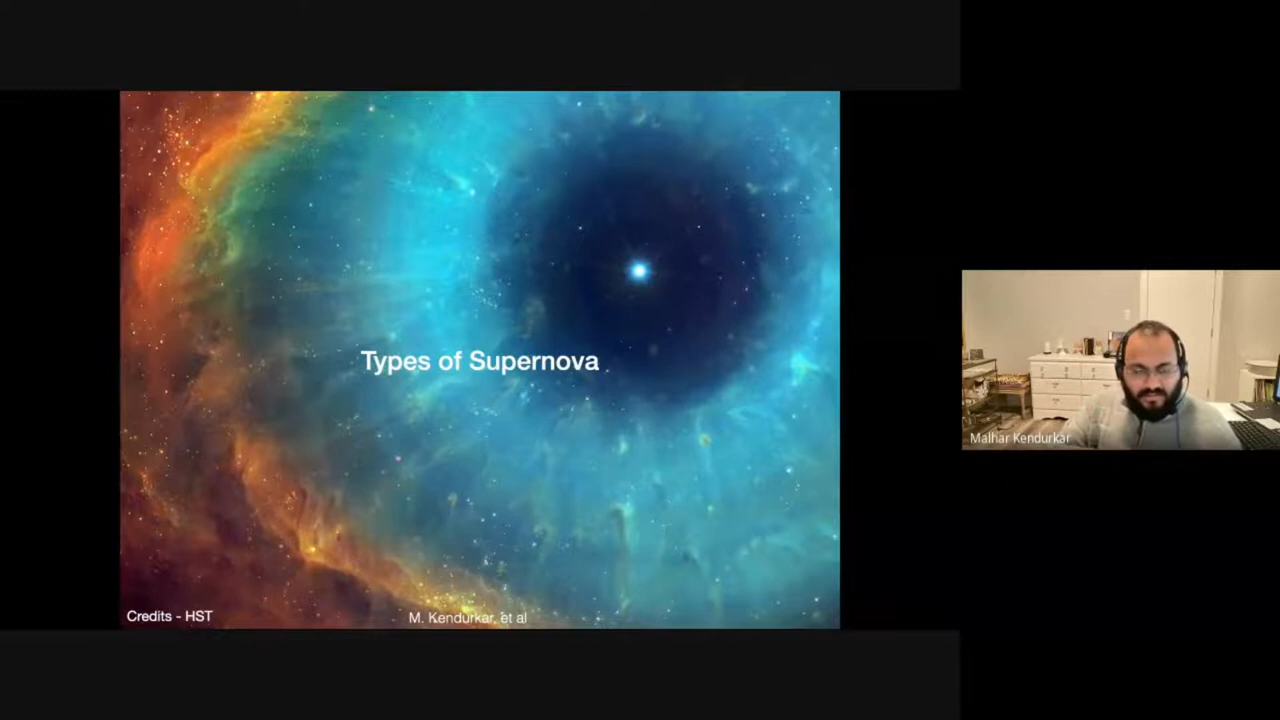 Types of Supernova
Credits - HST
M. Kendurkar, et al
Malhar Kendurkar